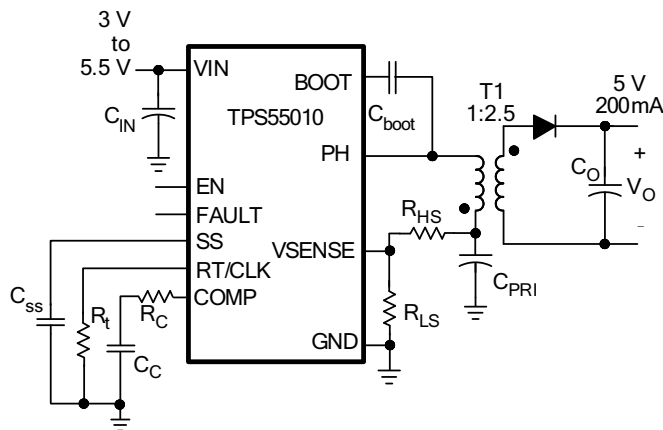 3 V
to
5.5 V
VIN
C_IN
TPS55010
BOOT
C_boot
PH
T1
1:2.5
5 V
200mA
+
C_O
V_O
-
EN
FAULT
SS
RT/CLK
COMP
VSENSE
GND
R_HS
C_PRI
R_LS
C_ss
R_t
R_C
C_C